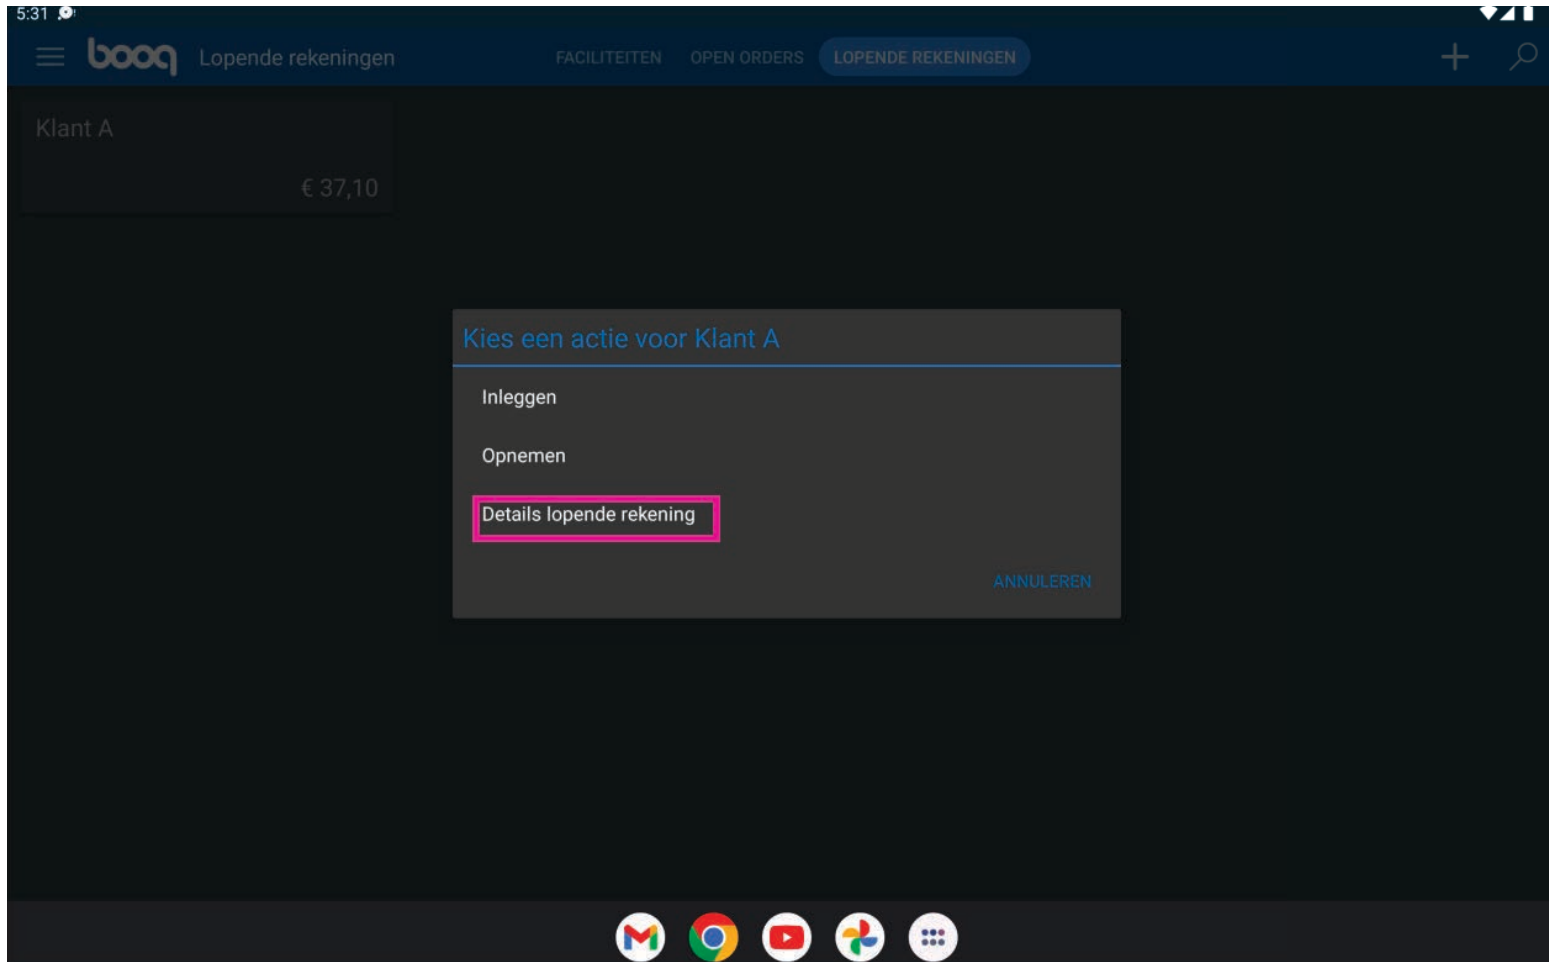 5:31
booq Lopende rekeningen FACILITEITEN OPEN ORDERS LOPENDE REKENINGEN
Klant A
€ 37,10
Kies een actie voor Klant A
Inleggen
Opnemen
Details lopende rekening
ANNULEREN